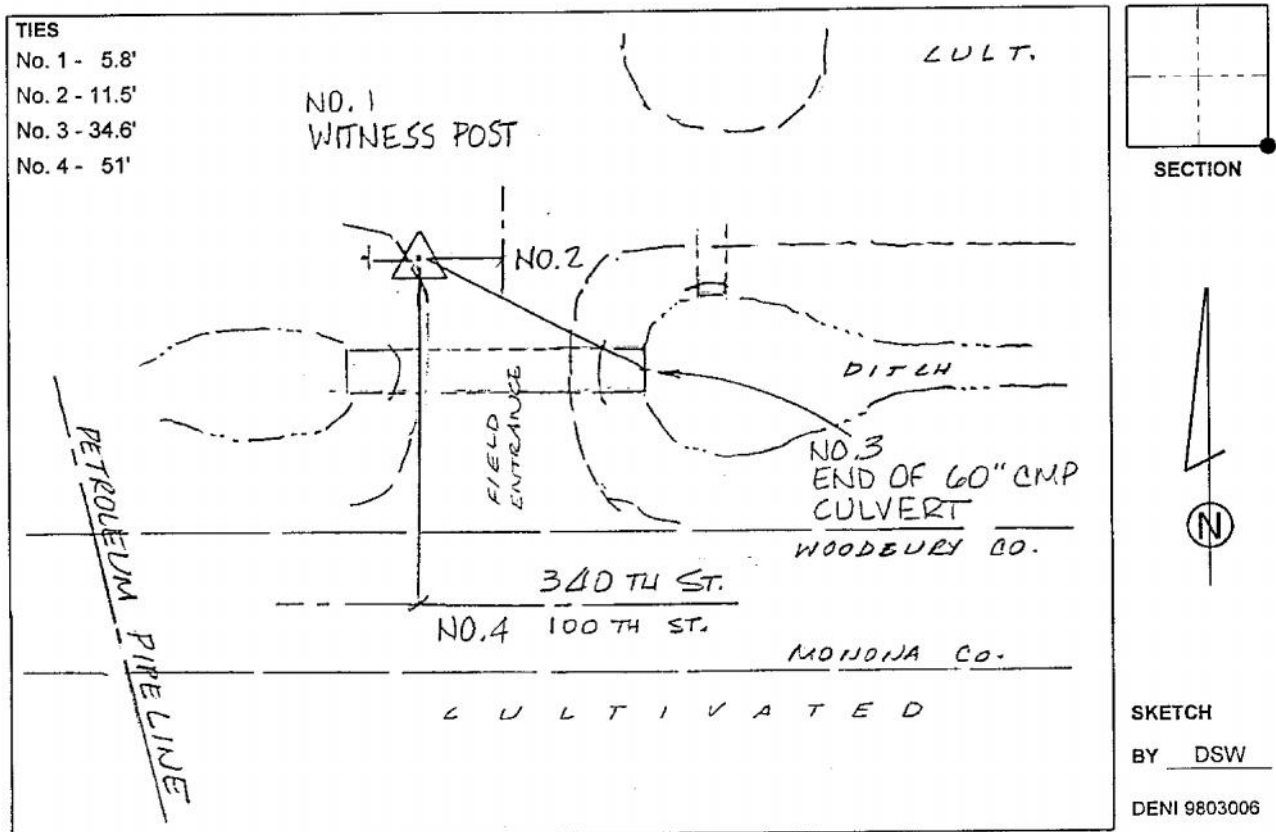 TIES
No. 1 - 5.8'
No. 2 - 11.5'
No. 3 - 34.6'
No. 4 - 51'
NO. 1
WITNESS POST
CULT.
SECTION
NO.2
DITCH
FIELD
ENTRANCE
NO.3
END OF 60" CMP
CULVERT
WOODBURY CO.
N
PETROLEUM PIPELINE
340 TH ST.
NO.4 100 TH ST.
MONONA CO.
CULTIVATED
SKETCH
BY DSW
DENI 9803006